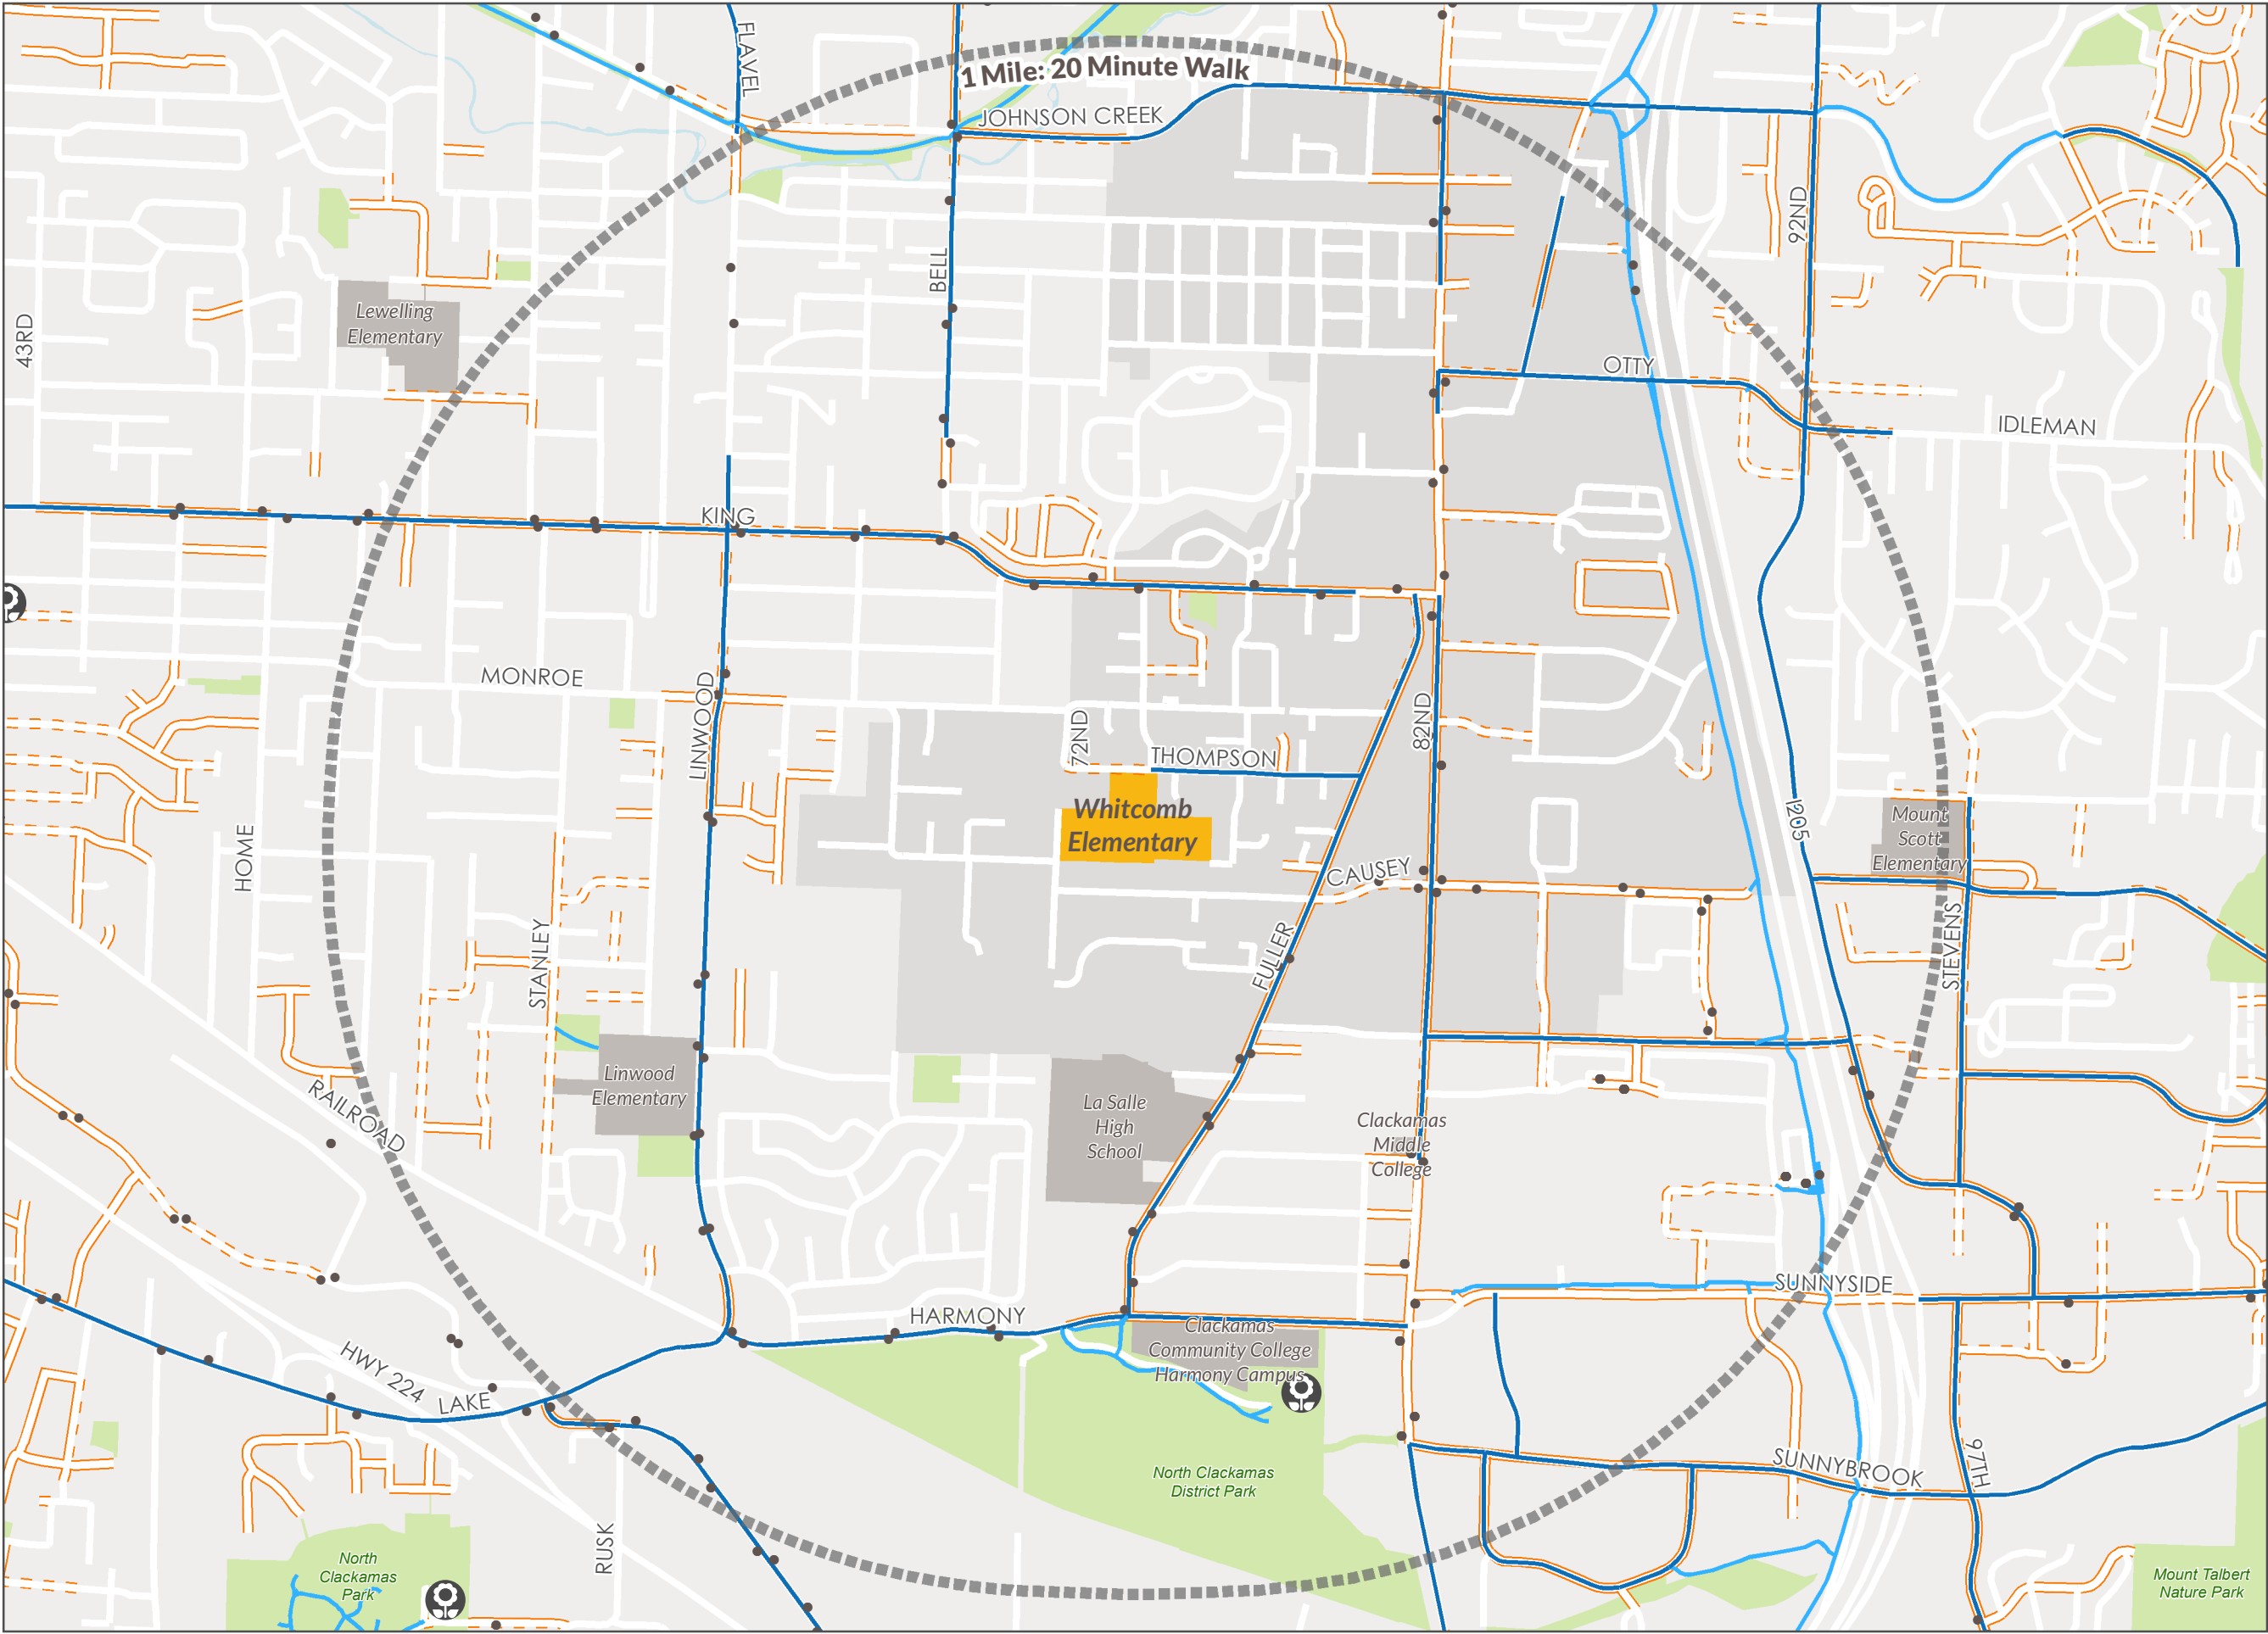 FLAVEL
1 Mile: 20 Minute Walk
JOHNSON CREEK
92ND
BELL
Lewelling
Elementary
43RD
OTTY
IDLEMAN
KING
MONROE
LINWOOD
72ND
82ND
THOMPSON
Whitcomb
Elementary
I205
Mount
Scott
Elementary
HOME
CAUSEY
STANLEY
FULLER
STEVENS
Linwood
Elementary
RAILROAD
La Salle
High
School
Clackamas
Middle
College
SUNNYSIDE
HARMONY
Clackamas
Community College
Harmony Campus
HWY 224
LAKE
North Clackamas
District Park
SUNNYBROOK
97TH
RUSK
North
Clackamas
Park
Mount Talbert
Nature Park